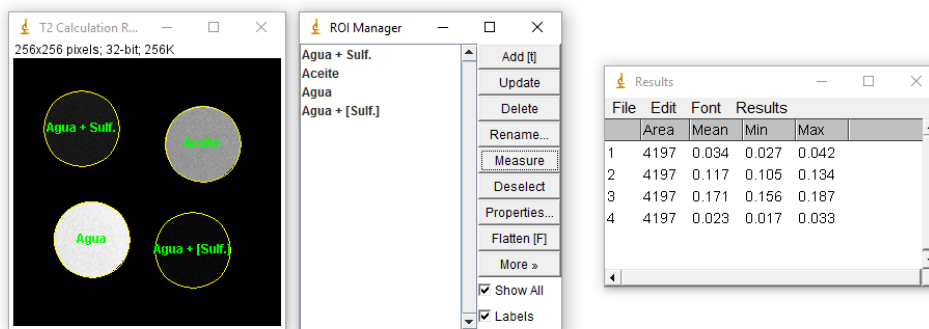 T2 Calculation R...
256x256 pixels; 32-bit; 256K
Agua + Sulf.
Aceite
Agua
Agua + [Sulf.]
ROI Manager
Agua + Sulf.
Aceite
Agua
Agua + [Sulf.]
Add [t]
Update
Delete
Rename...
Measure
Deselect
Properties...
Flatten [F]
More »
Show All
Labels
Results
File Edit Font Results
Area Mean Min Max
1 4197 0.034 0.027 0.042
2 4197 0.117 0.105 0.134
3 4197 0.171 0.156 0.187
4 4197 0.023 0.017 0.033